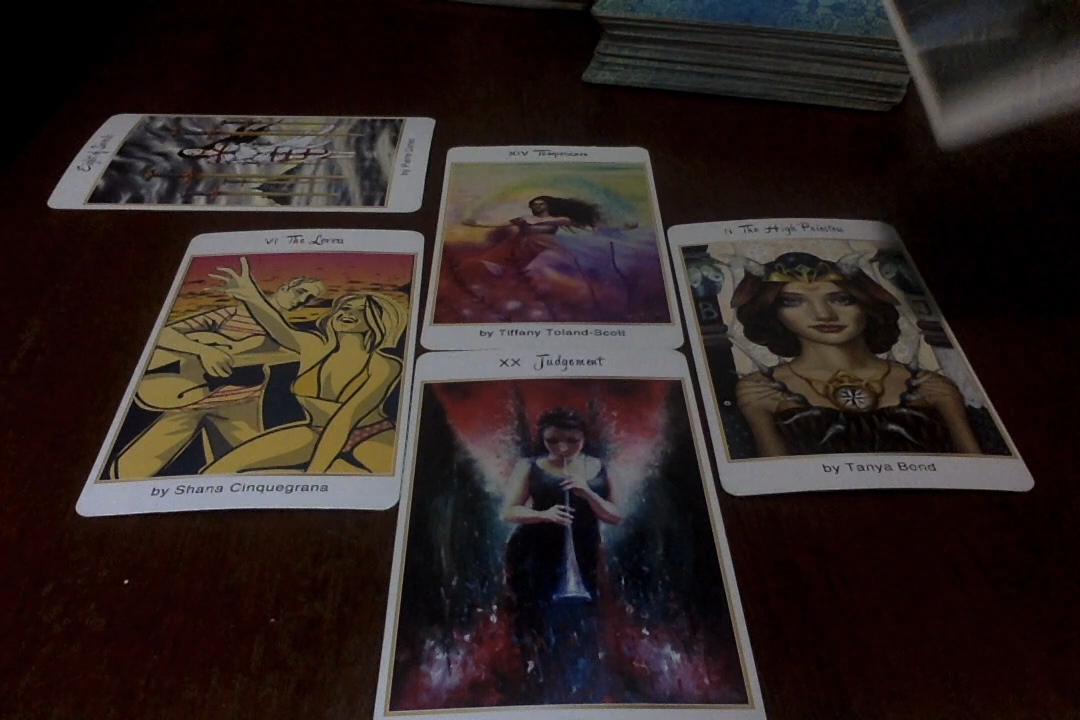 Eight of Swords
XIV Temperance
by Tiffany Toland-Scott
VI The Lovers
by Shana Cinquegrana
II The High Priestess
by Tanya Bond
XX Judgement